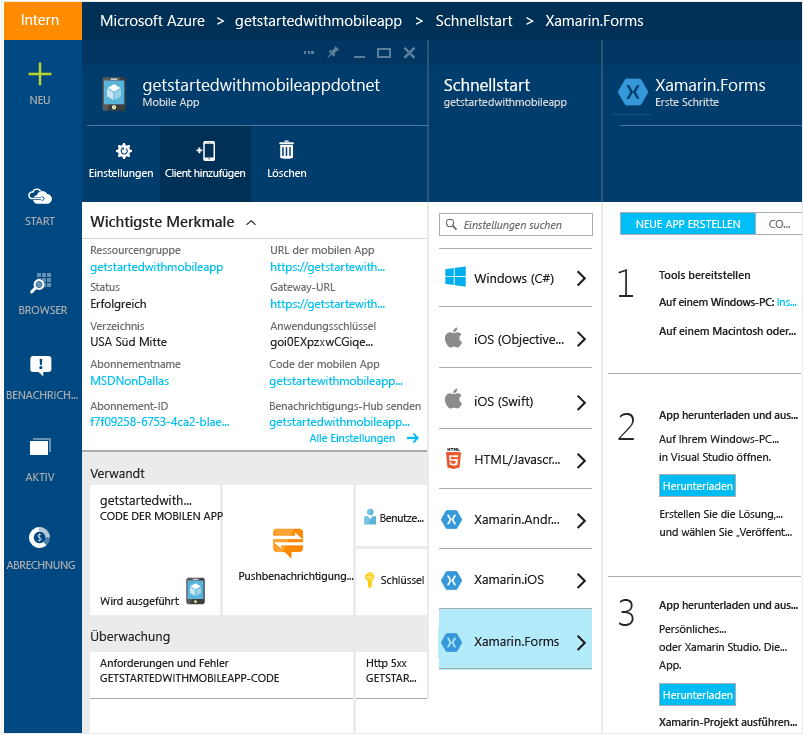 Intern
Microsoft Azure > getstartedwithmobileapp > Schnellstart > Xamarin.Forms
NEU
START
BROWSER
BENACHRICH...
AKTIV
ABRECHNUNG
getstartedwithmobileappdotnet
Mobile App
Einstellungen
Client hinzufügen
Löschen
Wichtigste Merkmale
Ressourcengruppe
getstartedwithmobileapp
URL der mobilen App
https://getstartewith...
Status
Erfolgreich
Gateway-URL
https://getstartewith...
Verzeichnis
USA Süd Mitte
Anwendungsschlüssel
goi0EXpzxwCGiqe...
Abonnementname
MSDNonDallas
Code der mobilen App
getstartedwithmobileapp...
Abonnement-ID
f7f09258-6753-4ca2-blae...
Benachrichtigungs-Hub senden
getstartedwithmobileapp...
Alle Einstellungen
Verwandt
getstartedwith...
CODE DER MOBILEN APP
Wird ausgeführt
Pushbenachrichtigung...
Benutze...
Schlüssel
Überwachung
Anforderungen und Fehler
GETSTARTEDWITHMOBILEAPP-CODE
Http 5xx
GETSTAR...
Schnellstart
getstartedwithmobileapp
Einstellungen suchen
Windows (C#)
iOS (Objective...
iOS (Swift)
HTML
HTML/Javascr...
Xamarin.Andr...
Xamarin.iOS
Xamarin.Forms
Xamarin.Forms
Erste Schritte
NEUE APP ERSTELLEN
CO...
1
Tools bereitstellen
Auf einem Windows-PC: Ins...
Auf einem Macintosh oder...
2
App herunterladen und aus...
Auf Ihrem Windows-PC...
in Visual Studio öffnen.
Herunterladen
Erstellen Sie die Lösung,...
und wählen Sie „Veröffent...
3
App herunterladen und aus...
Persönliches...
oder Xamarin Studio. Die...
App.
Herunterladen
Xamarin-Projekt ausführen...